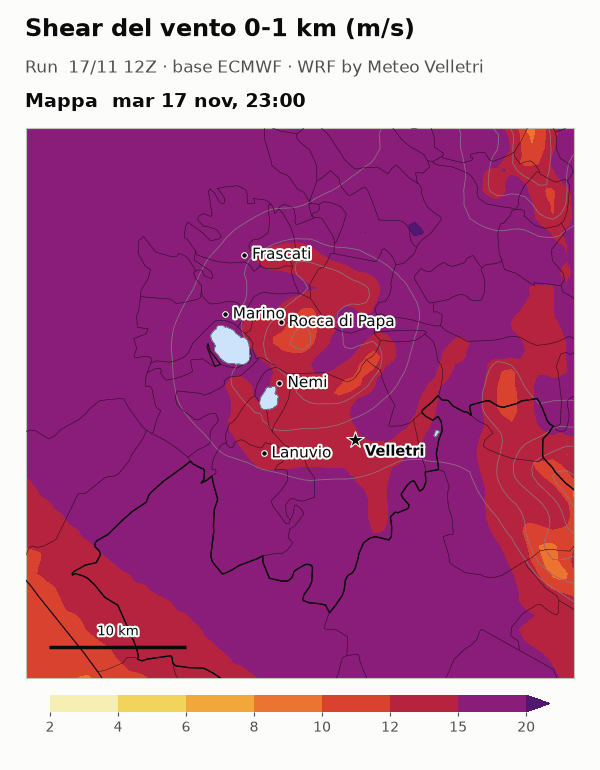 Shear del vento 0-1 km (m/s)
Run  17/11 12Z · base ECMWF · WRF by Meteo Velletri
Mappa  mar 17 nov, 23:00
Frascati
Marino
Rocca di Papa
Nemi
Lanuvio
Velletri
10 km
2 4 6 8 10 12 15 20